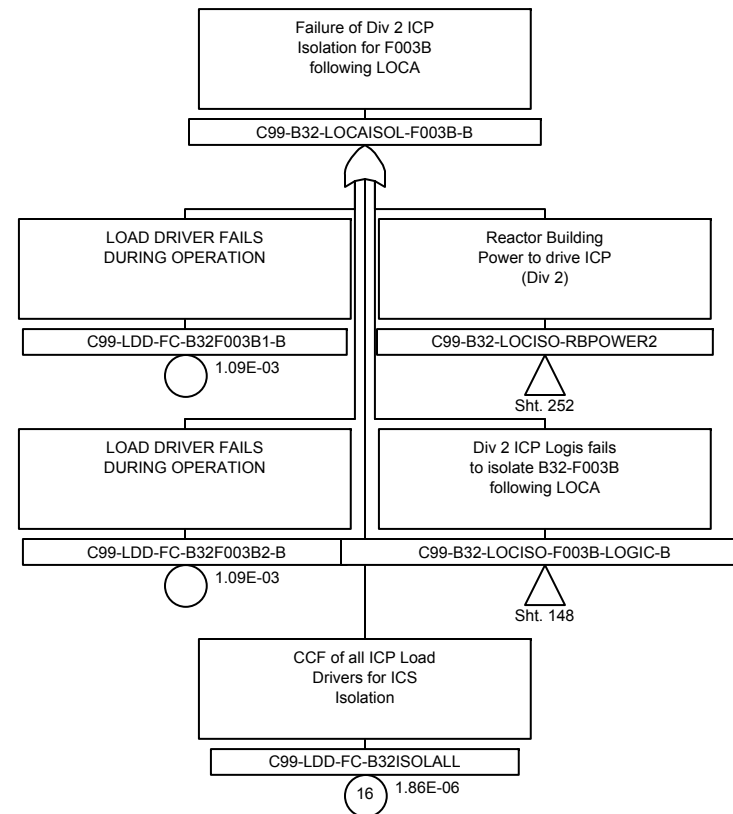 Failure of Div 2 ICP
Isolation for F003B
following LOCA
C99-B32-LOCAISOL-F003B-B
LOAD DRIVER FAILS
DURING OPERATION
C99-LDD-FC-B32F003B1-B
1.09E-03
Reactor Building
Power to drive ICP
(Div 2)
C99-B32-LOCISO-RBPOWER2
Sht. 252
LOAD DRIVER FAILS
DURING OPERATION
C99-LDD-FC-B32F003B2-B
1.09E-03
Div 2 ICP Logis fails
to isolate B32-F003B
following LOCA
C99-B32-LOCISO-F003B-LOGIC-B
Sht. 148
CCF of all ICP Load
Drivers for ICS
Isolation
C99-LDD-FC-B32ISOLALL
16
1.86E-06